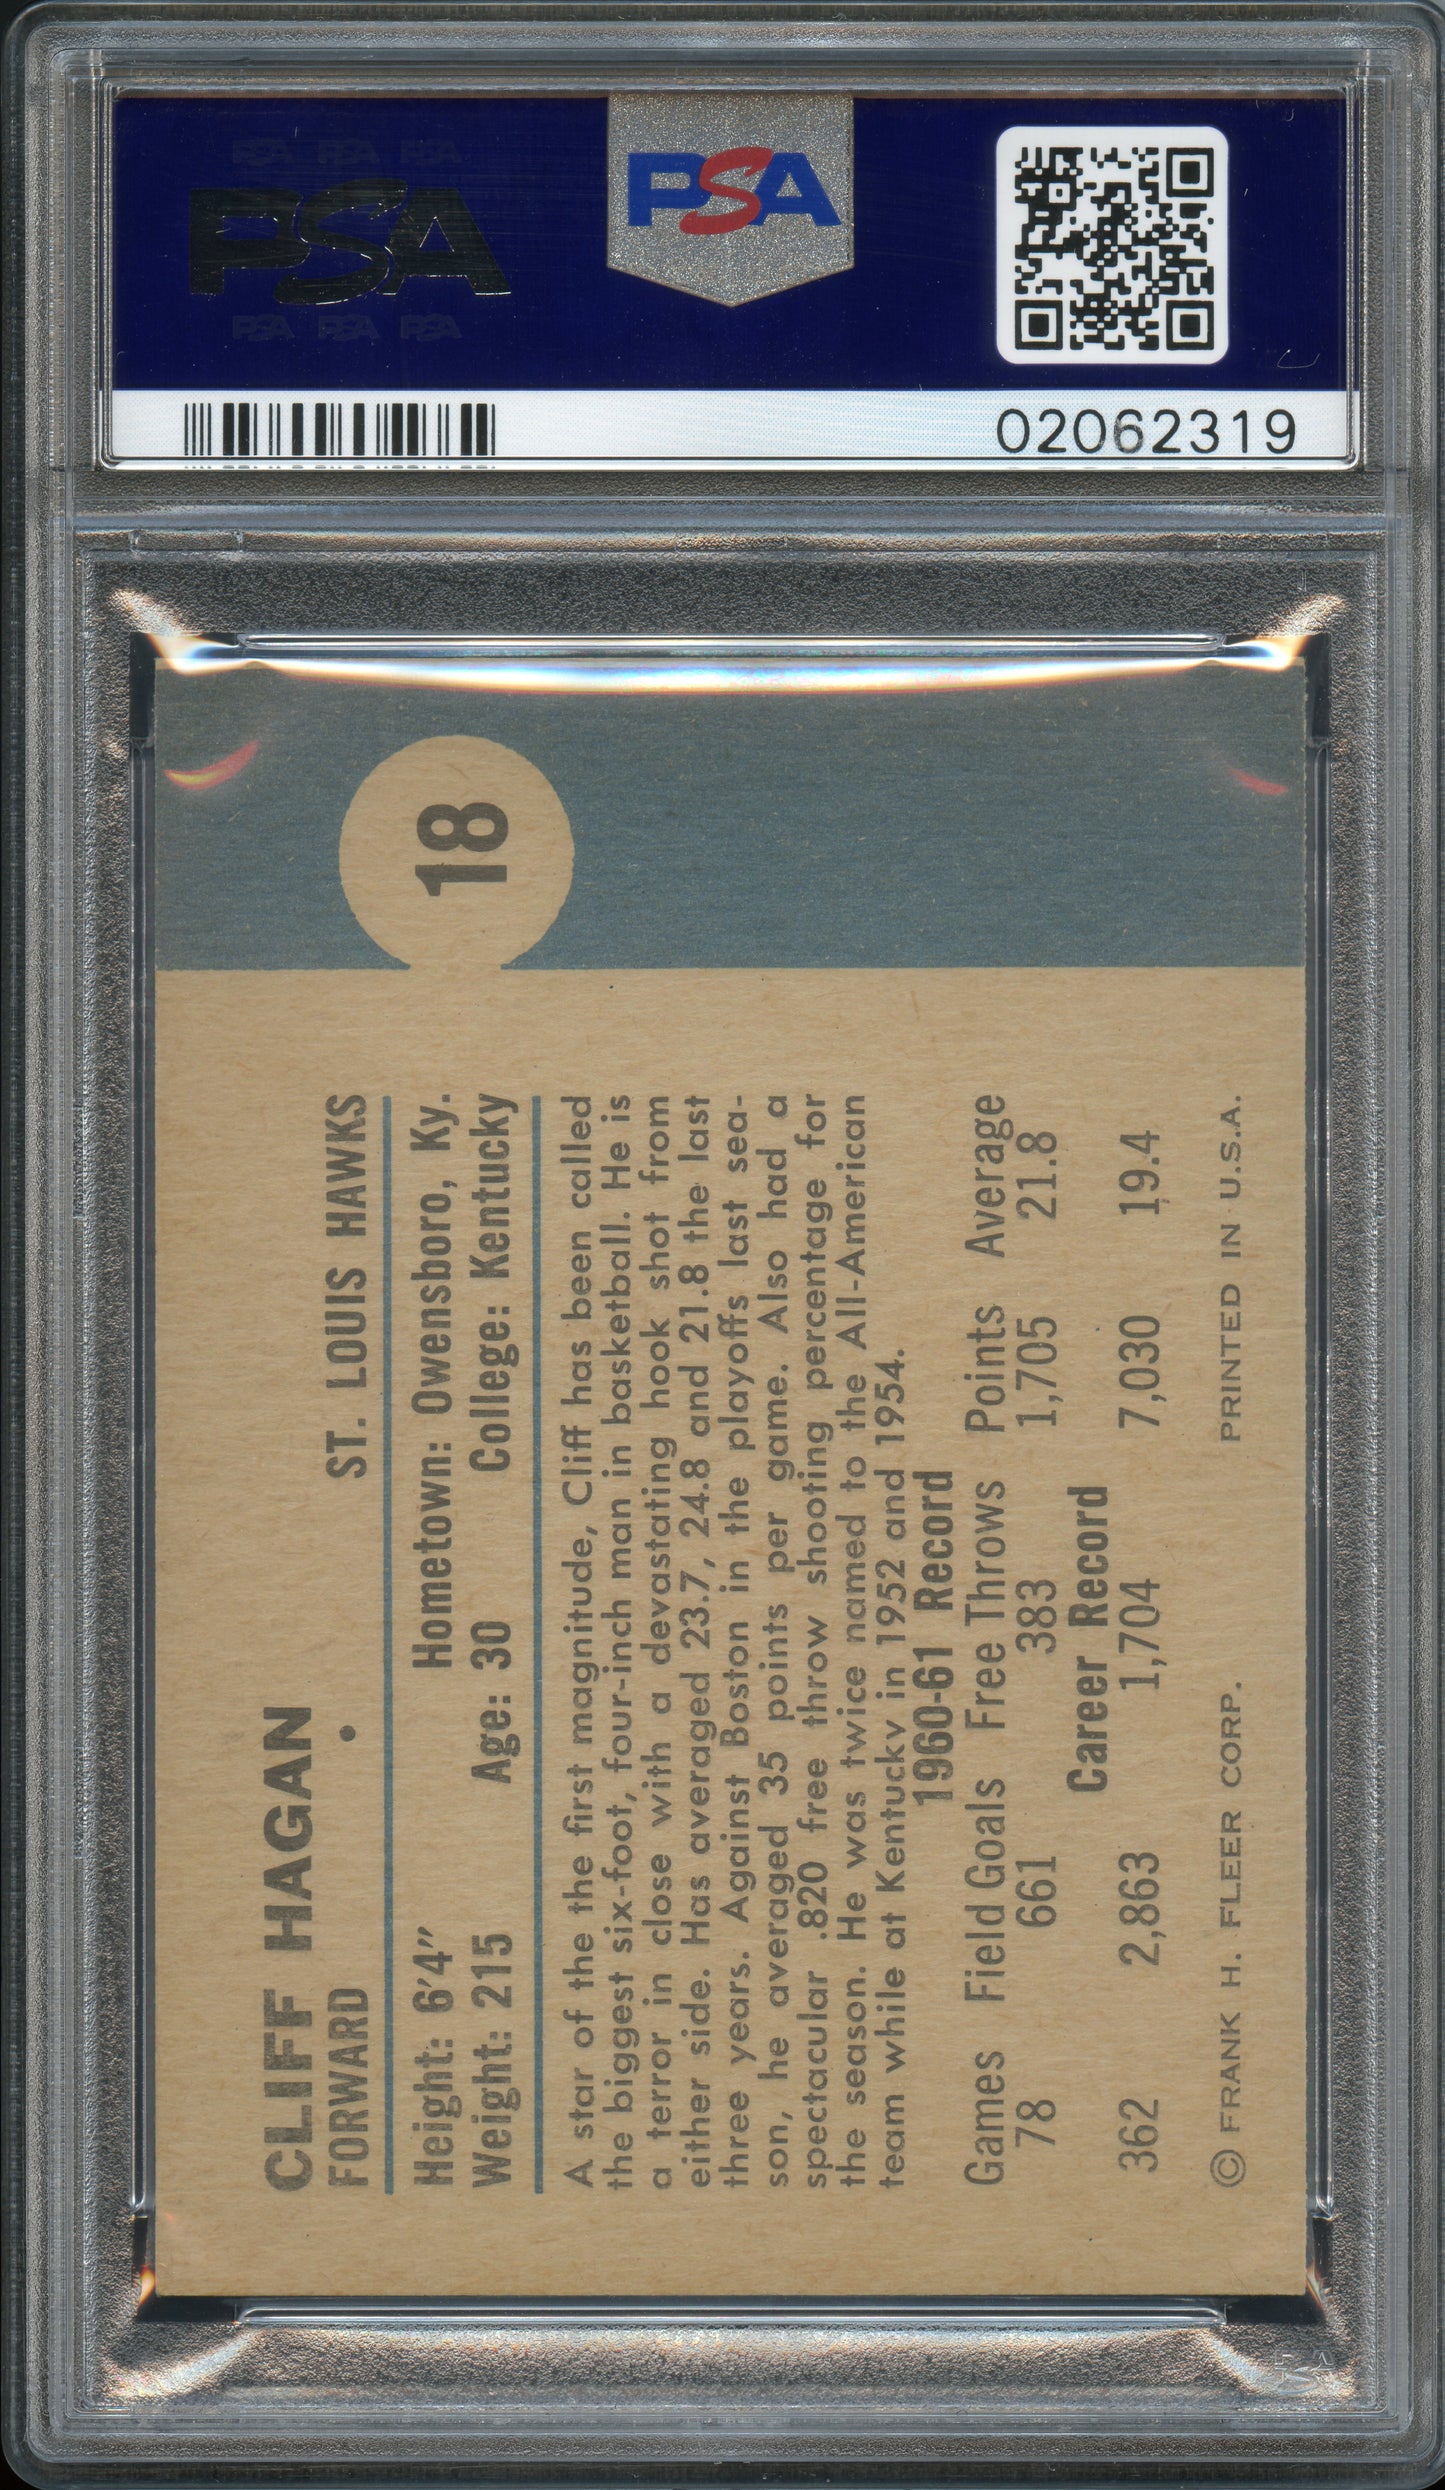 PSA PSA PSA
PSA
PSA PSA PSA
PSA
02062319
18
CLIFF HAGAN
FORWARD • ST. LOUIS HAWKS
Height: 6'4" Hometown: Owensboro, Ky.
Weight: 215 Age: 30 College: Kentucky
A star of the the first magnitude, Cliff has been called
the biggest six-foot, four-inch man in basketball. He is
a terror in close with a devastating hook shot from
either side. Has averaged 23.7, 24.8 and 21.8 the last
three years. Against Boston in the playoffs last sea-
son, he averaged 35 points per game. Also had a
spectacular .820 free throw shooting percentage for
the season. He was twice named to the All-American
team while at Kentucky in 1952 and 1954.
1960-61 Record
Games Field Goals Free Throws Points Average
78 661 383 1,705 21.8
Career Record
362 2,863 1,704 7,030 19.4
© FRANK H. FLEER CORP. PRINTED IN U.S.A.
PSA